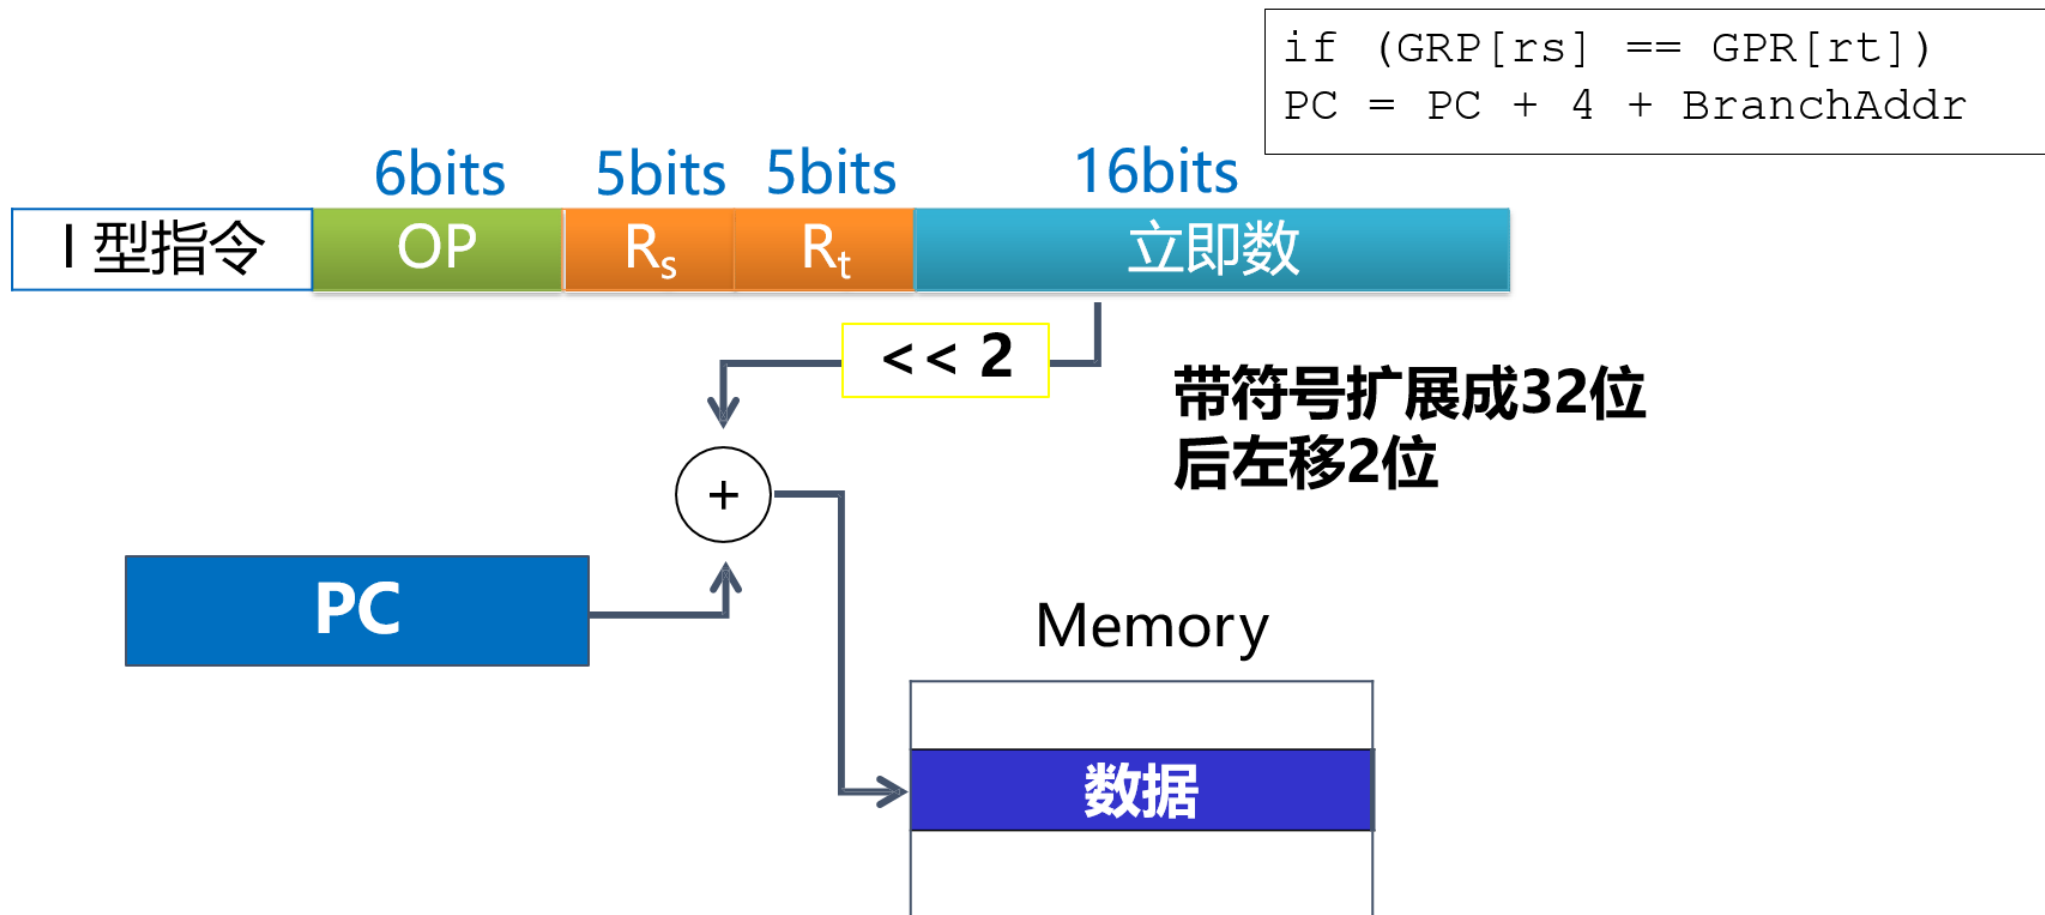 if (GRP[rs] == GPR[rt])
PC = PC + 4 + BranchAddr
6bits 5bits 5bits 16bits
I 型指令 OP Rs Rt 立即数
<< 2
带符号扩展成32位
后左移2位
+
PC
Memory
数据